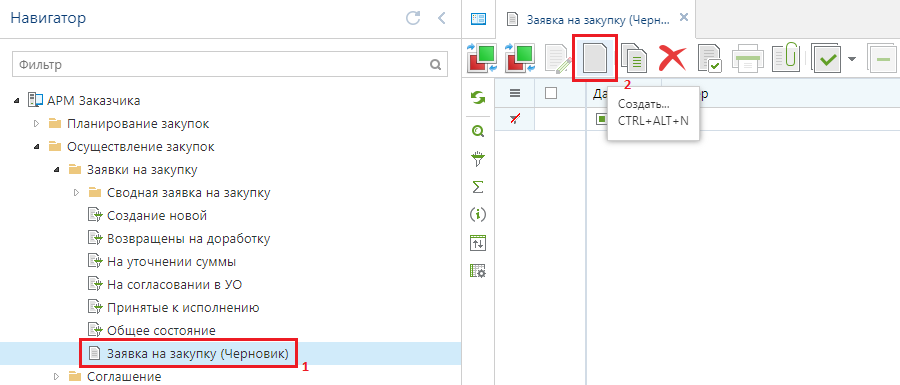 Навигатор
Фильтр
АРМ Заказчика
Планирование закупок
Осуществление закупок
Заявки на закупку
Сводная заявка на закупку
Создание новой
Возвращены на доработку
На уточнении суммы
На согласовании в УО
Принятые к исполнению
Общее состояние
Заявка на закупку (Черновик)
1
Соглашение
Заявка на закупку (Черн...
2
Создать...
CTRL+ALT+N